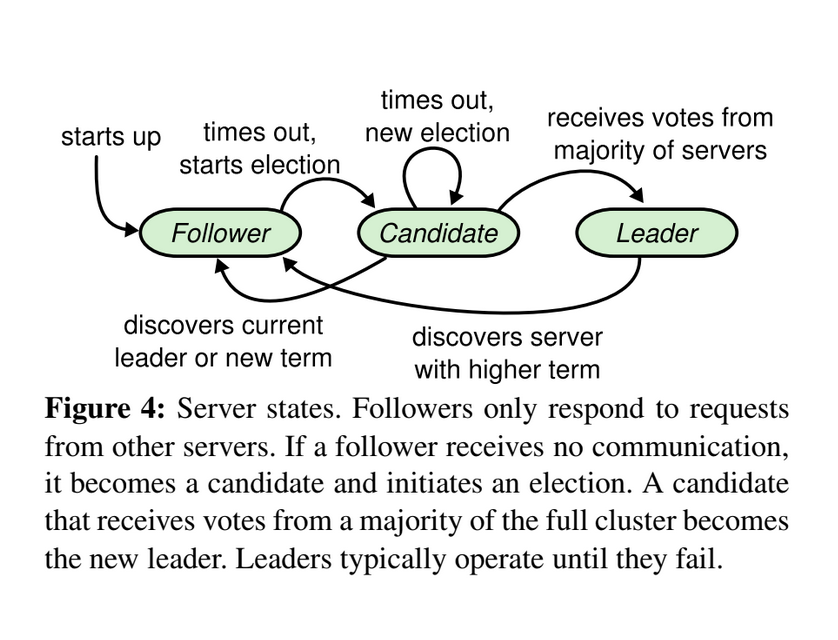 times out,
new election
receives votes from
majority of servers
starts up
times out,
starts election
Follower
Candidate
Leader
discovers current
leader or new term
discovers server
with higher term
Figure 4: Server states. Followers only respond to requests
from other servers. If a follower receives no communication,
it becomes a candidate and initiates an election. A candidate
that receives votes from a majority of the full cluster becomes
the new leader. Leaders typically operate until they fail.